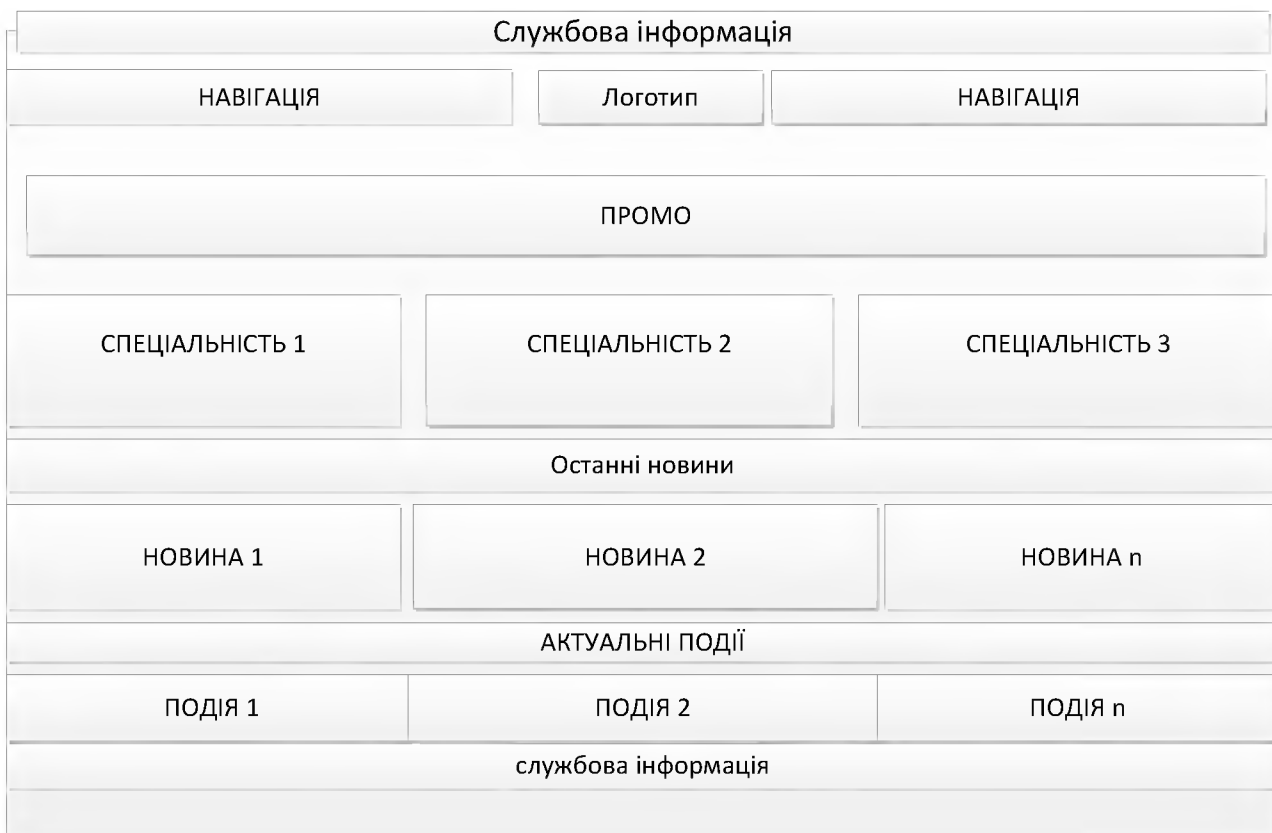 Службова інформація
НАВІГАЦІЯ Логотип НАВІГАЦІЯ
ПРОМО
СПЕЦІАЛЬНІСТЬ 1 СПЕЦІАЛЬНІСТЬ 2 СПЕЦІАЛЬНІСТЬ 3
Останні новини
НОВИНА 1 НОВИНА 2 НОВИНА n
АКТУАЛЬНІ ПОДІЇ
ПОДІЯ 1 ПОДІЯ 2 ПОДІЯ n
службова інформація